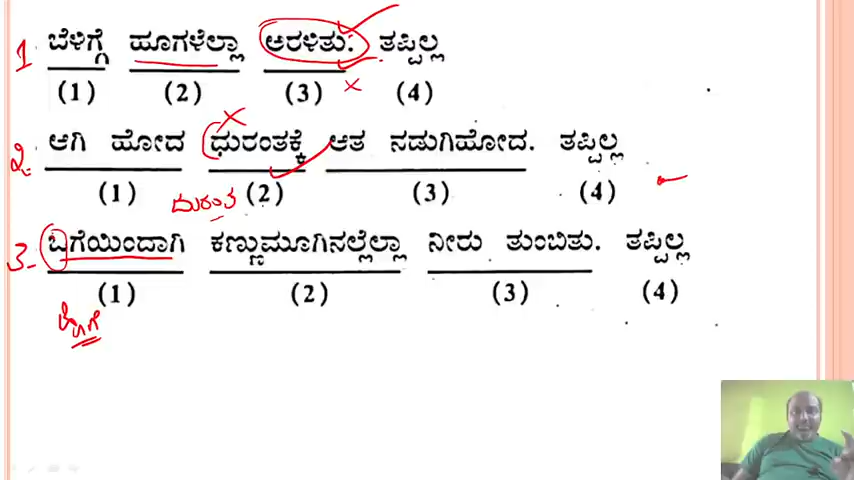 1 ಬೆಳಿಗ್ಗೆ ಹೂಗಳೆಲ್ಲಾ ಅರಳಿತು. ತಪ್ಪಿಲ್ಲ
(1) (2) (3) × (4)
2. ಆಗಿ ಹೋದ ಧುರಂತಕ್ಕೆ ಆತ ನಡುಗಿಹೋದ. ತಪ್ಪಿಲ್ಲ
(1) ದುರಂತ (2) (3) (4)
3- ಒಗೆಯಿಂದಾಗಿ ಕಣ್ಣುಮೂಗಿನಲ್ಲೆಲ್ಲಾ ನೀರು ತುಂಬಿತು. ತಪ್ಪಿಲ್ಲ
(1) (2) (3) (4)